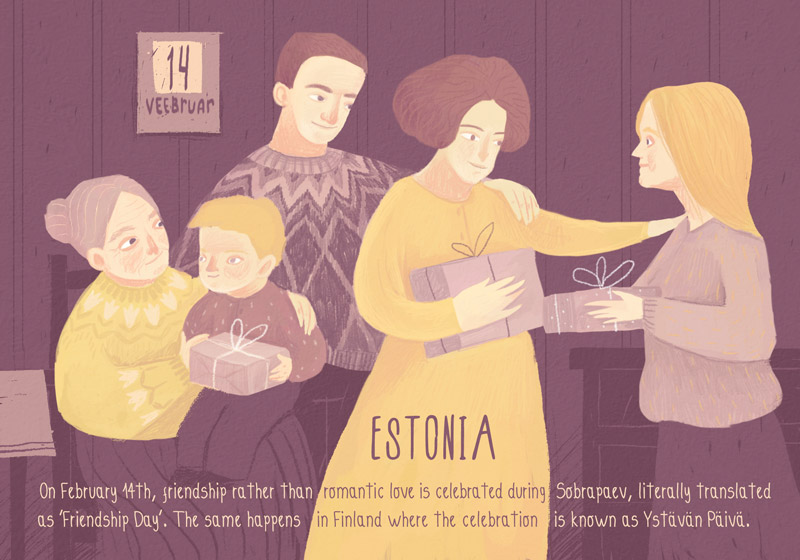 14
VEEBRUAR
ESTONIA
On February 14th, friendship rather than romantic love is celebrated during Sobrapaev, literally translated
as 'Friendship Day'. The same happens in Finland where the celebration is known as Ystävän Päivä.